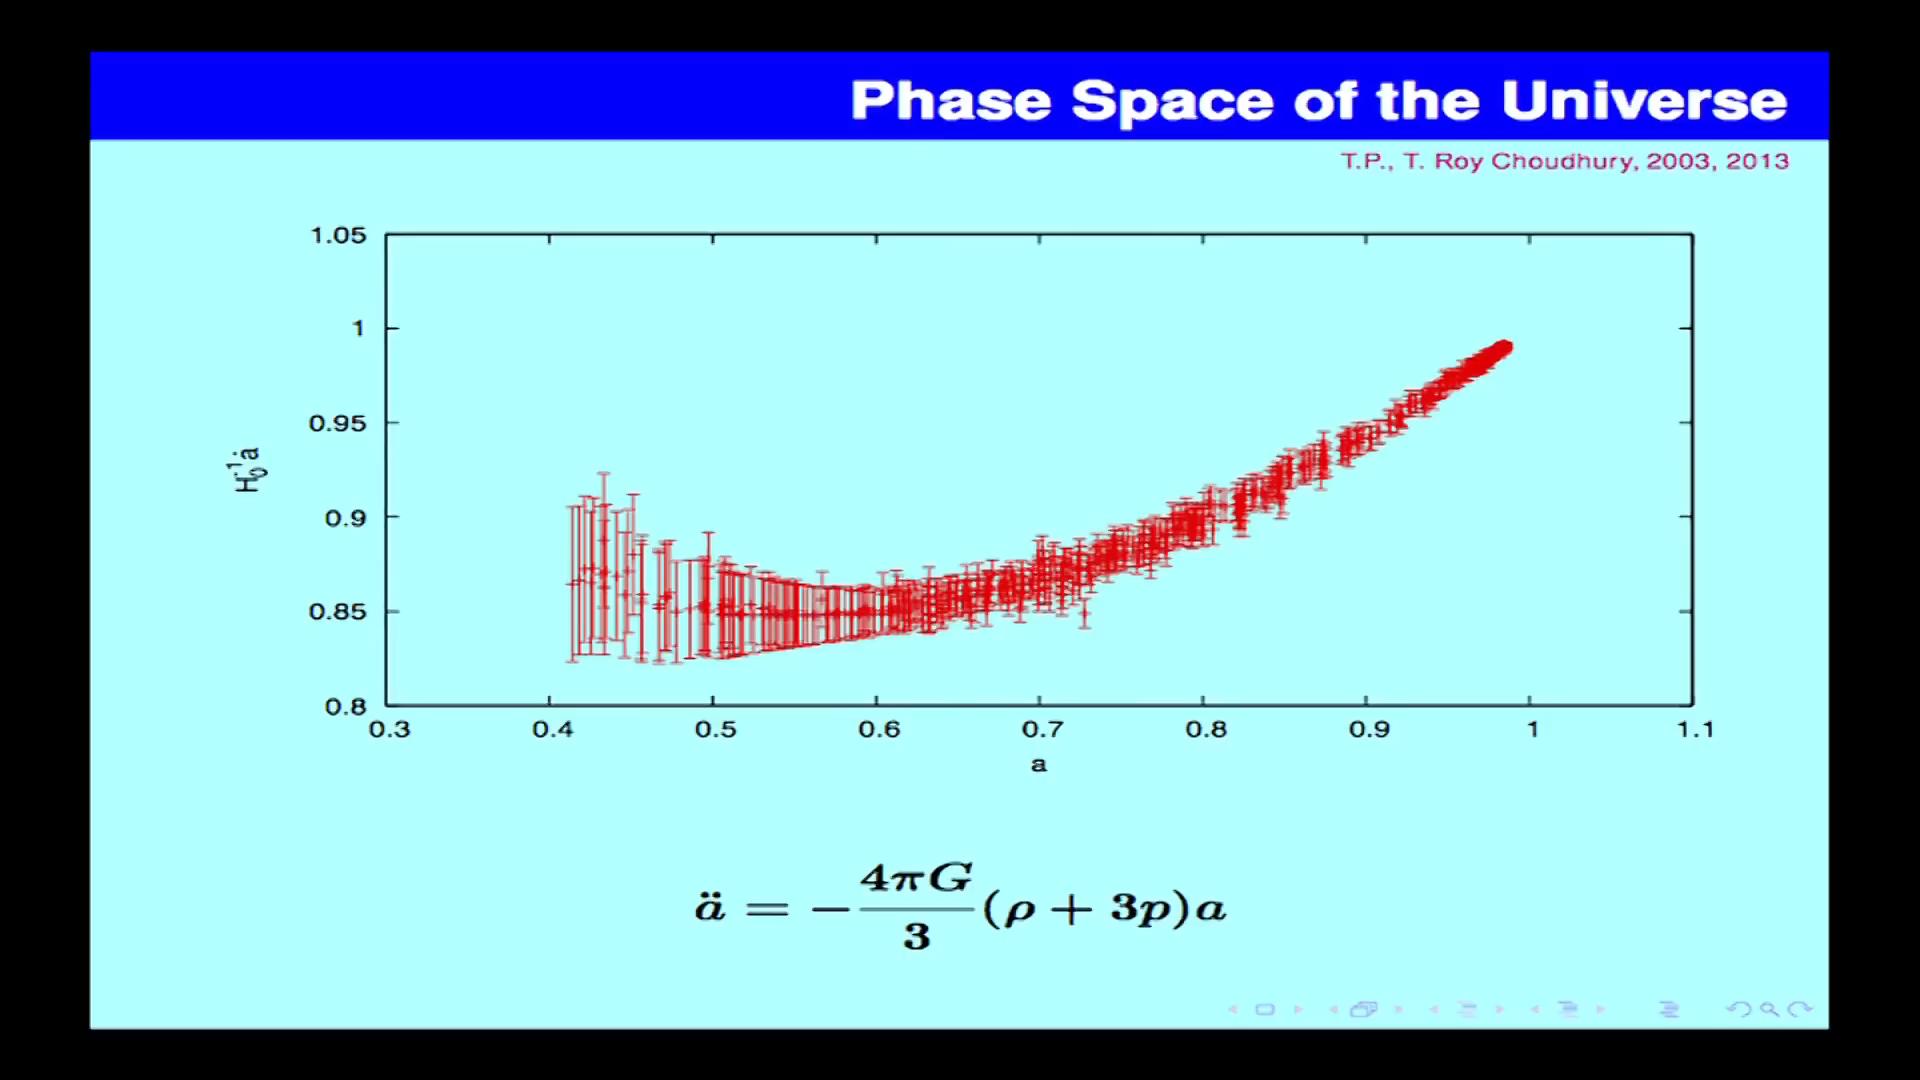 Phase Space of the Universe
T.P., T. Roy Choudhury, 2003, 2013
1.05
1
0.95
0.9
0.85
0.8
H₀⁻¹ȧ
0.3 0.4 0.5 0.6 0.7 0.8 0.9 1 1.1
a
ä = −4πG/3 (ρ + 3p)a